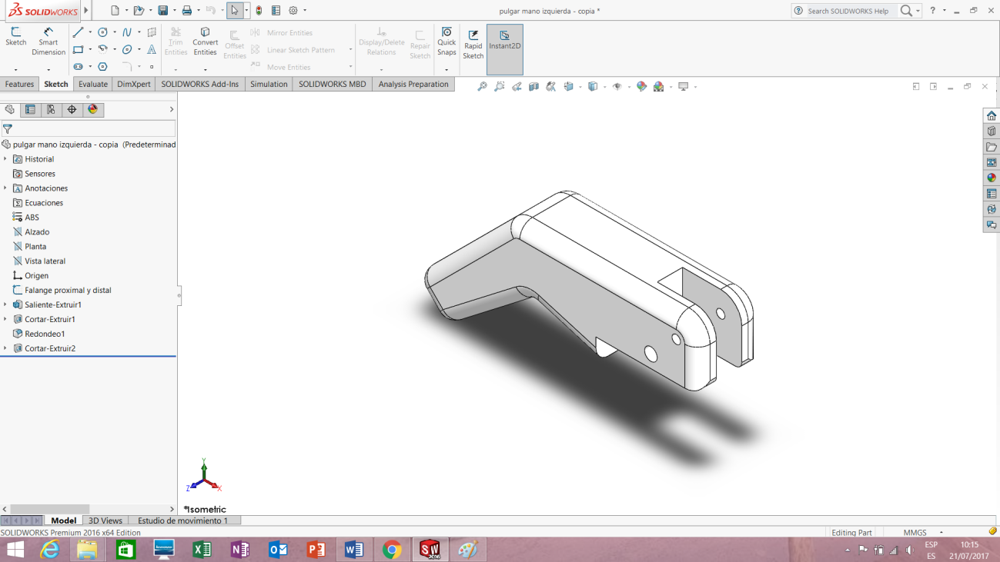 SOLIDWORKS
pulgar mano izquierda - copia *
Search SOLIDWORKS Help
?
Sketch
Smart Dimension
Trim Entities
Convert Entities
Offset Entities
Mirror Entities
Linear Sketch Pattern
Move Entities
Display/Delete Relations
Repair Sketch
Quick Snaps
Rapid Sketch
Instant2D
Features
Sketch
Evaluate
DimXpert
SOLIDWORKS Add-Ins
Simulation
SOLIDWORKS MBD
Analysis Preparation
pulgar mano izquierda - copia (Predeterminad
Historial
Sensores
Anotaciones
Ecuaciones
ABS
Alzado
Planta
Vista lateral
Origen
Falange proximal y distal
Saliente-Extruir1
Cortar-Extruir1
Redondeo1
Cortar-Extruir2
Y
Z
X
*Isometric
Model
3D Views
Estudio de movimiento 1
SOLIDWORKS Premium 2016 x64 Edition
Editing Part
MMGS
ESP
10:15
ES
21/07/2017